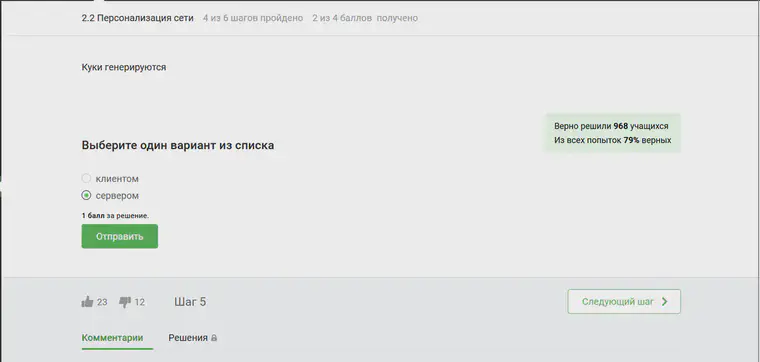 2.2 Персонализация сети 4 из 6 шагов пройдено 2 из 4 баллов получено
Куки генерируются
Верно решили 968 учащихся
Из всех попыток 79% верных
Выберите один вариант из списка
клиентом
сервером
1 балл за решение.
Отправить
23 12 Шаг 5
Следующий шаг
Комментарии Решения